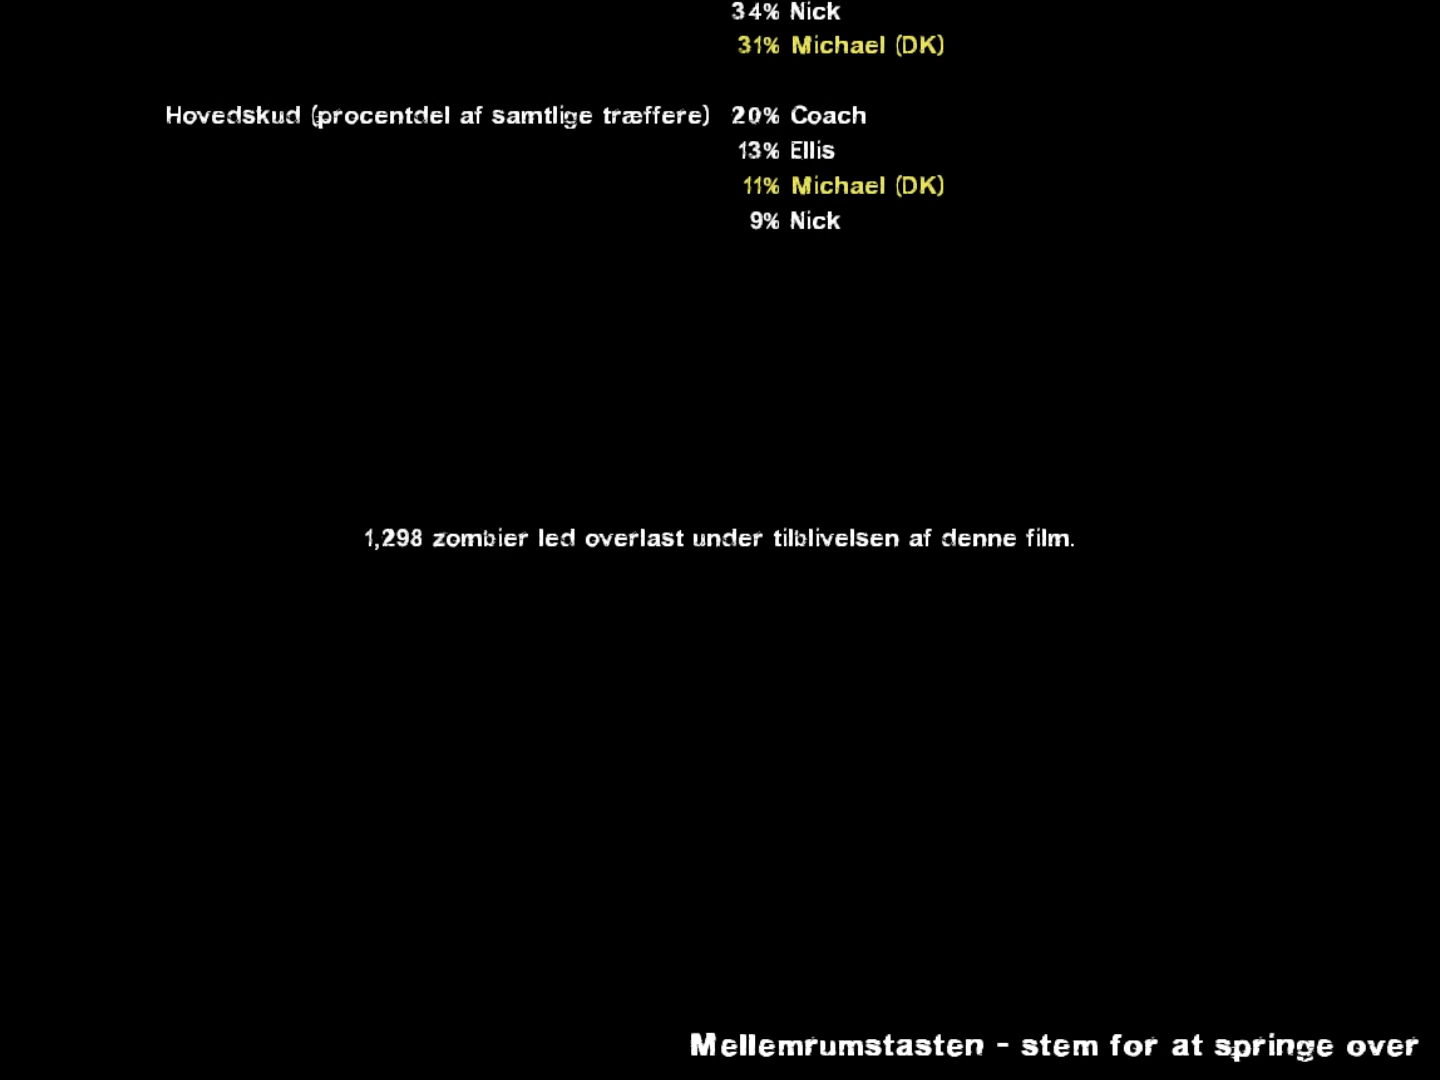 34% Nick
31% Michael (DK)
Hovedskud (procentdel af samtlige træffere) 20% Coach
13% Ellis
11% Michael (DK)
9% Nick
1,298 zombier led overlast under tilblivelsen af denne film.
Mellemrumstasten - stem for at springe over